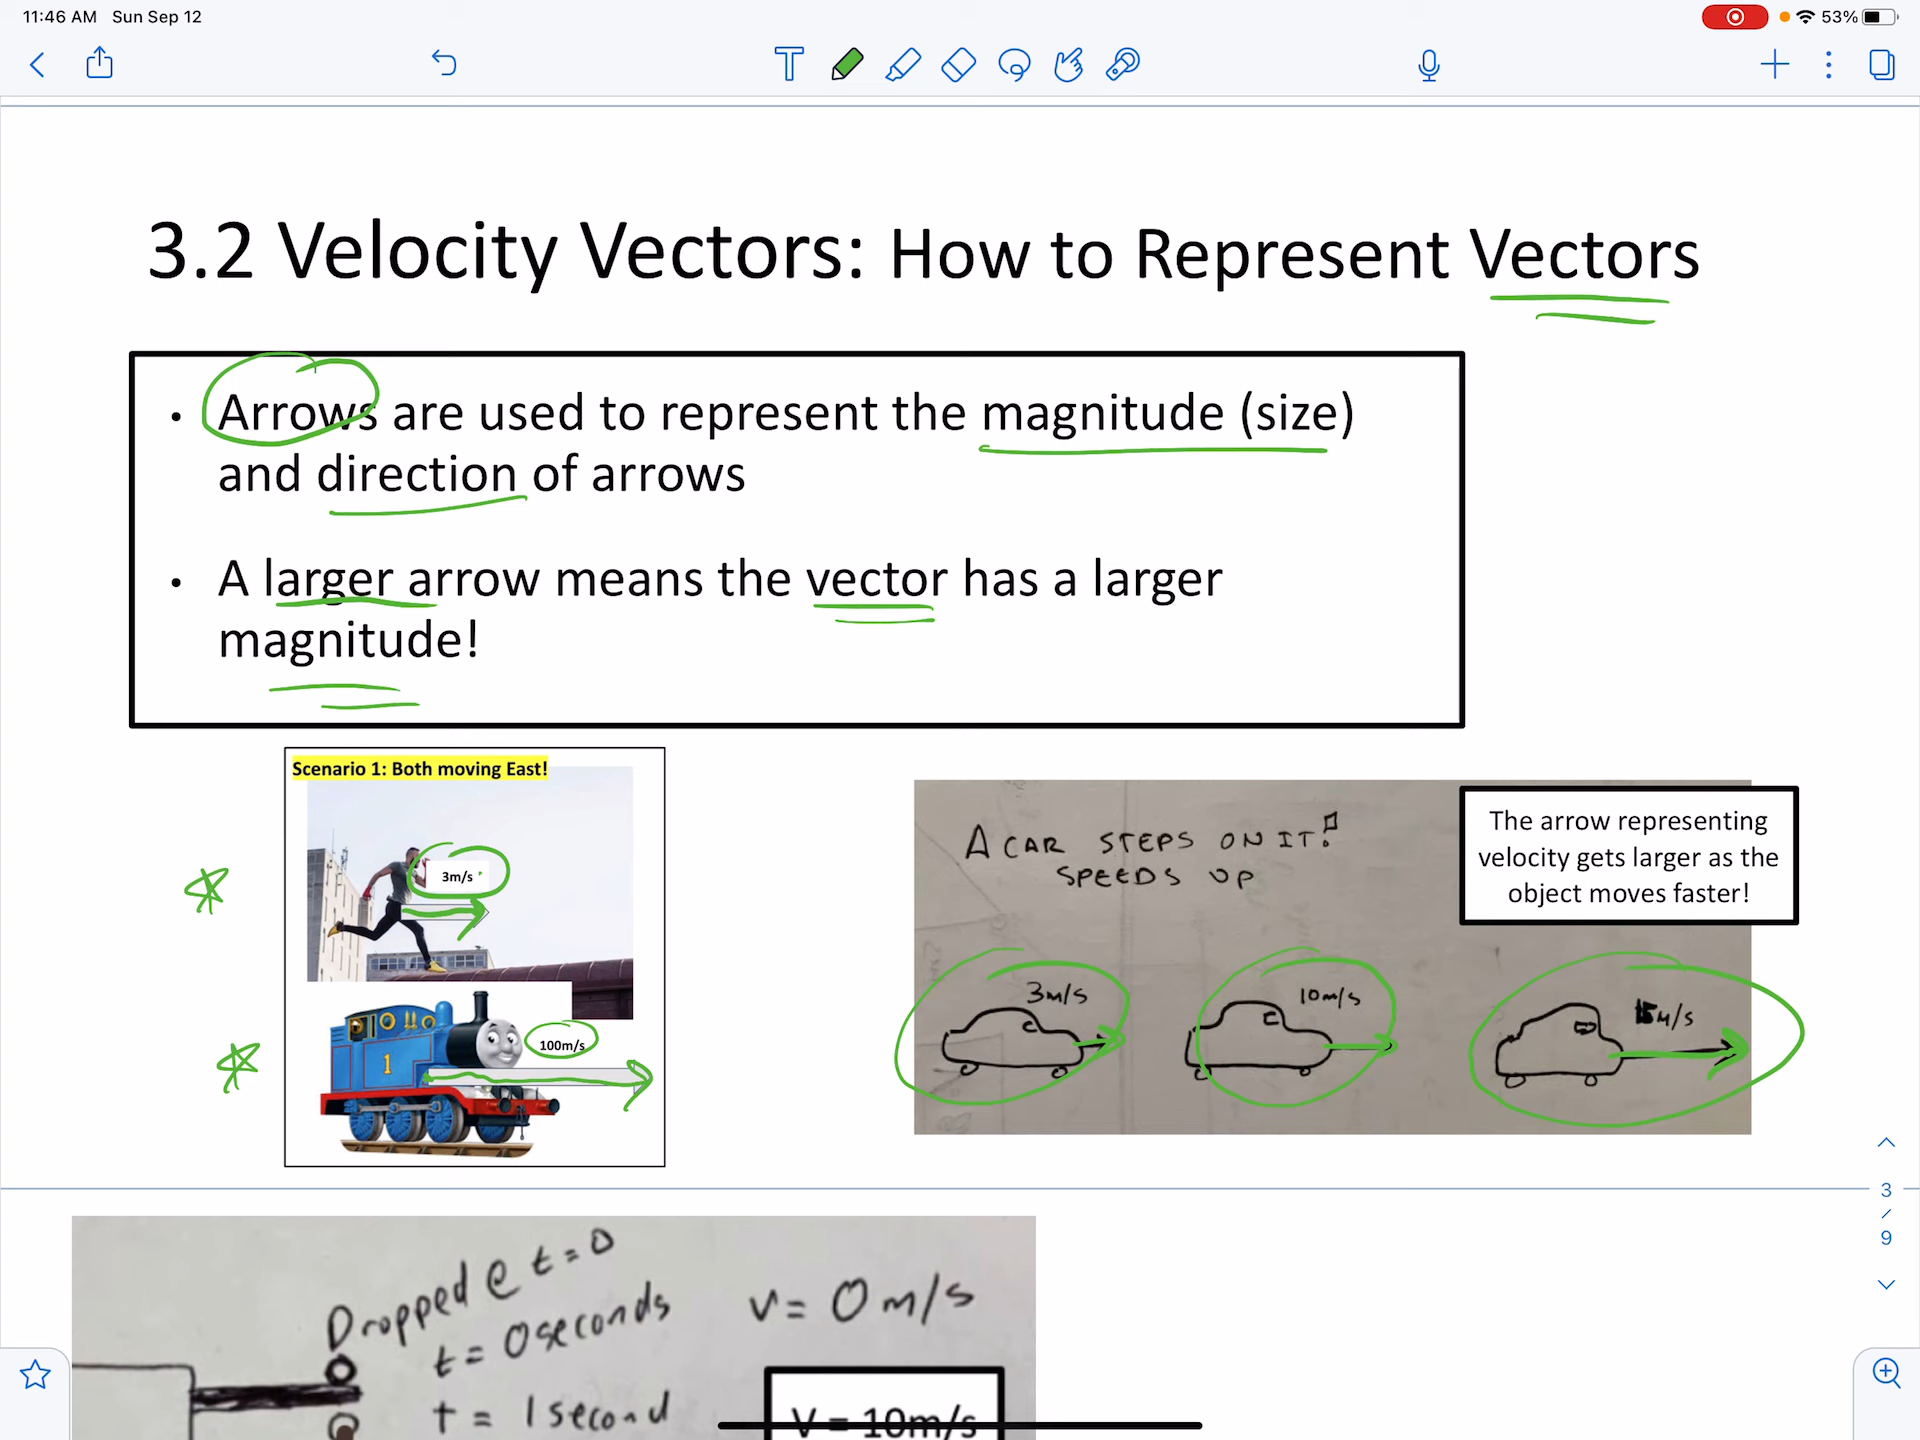 11:46 AM Sun Sep 12
53%
3.2 Velocity Vectors: How to Represent Vectors
• Arrows are used to represent the magnitude (size)
and direction of arrows
• A larger arrow means the vector has a larger
magnitude!
Scenario 1: Both moving East!
3m/s
1
100m/s
A CAR STEPS ON IT!
SPEEDS UP
The arrow representing
velocity gets larger as the
object moves faster!
3m/s
10m/s
15m/s
3
/
9
Dropped @ t = 0
t = 0 seconds
v = 0 m/s
t = 1 second
V = 10m/s